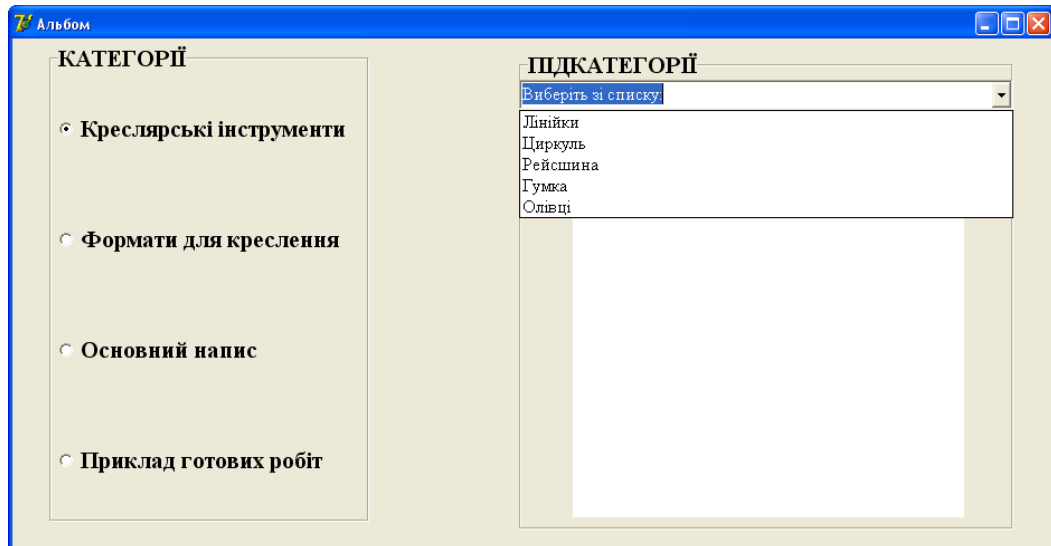 Альбом
КАТЕГОРІЇ
Креслярські інструменти
Формати для креслення
Основний напис
Приклад готових робіт
ПІДКАТЕГОРІЇ
Виберіть зі списку:
Лінійки
Циркуль
Рейсшина
Гумка
Олівці